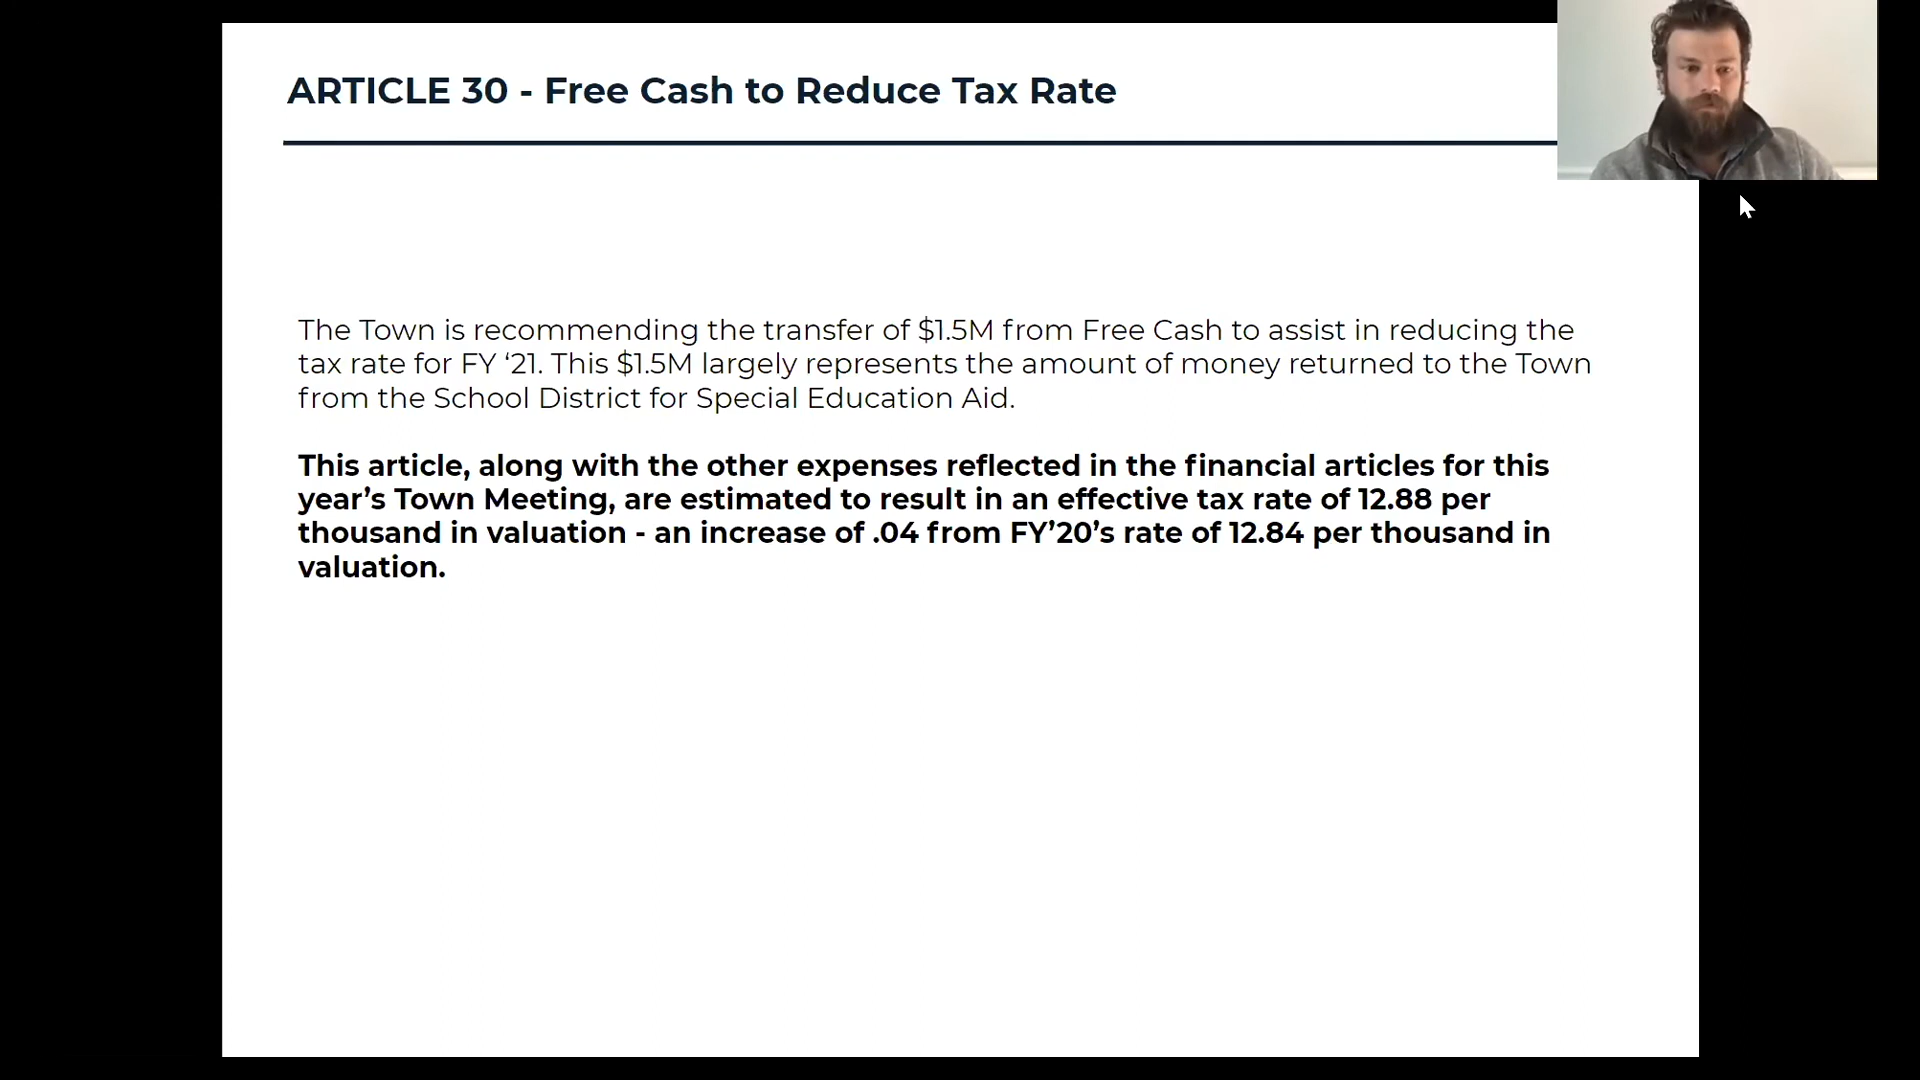 ARTICLE 30 - Free Cash to Reduce Tax Rate
The Town is recommending the transfer of $1.5M from Free Cash to assist in reducing the
tax rate for FY ‘21. This $1.5M largely represents the amount of money returned to the Town
from the School District for Special Education Aid.
This article, along with the other expenses reflected in the financial articles for this
year’s Town Meeting, are estimated to result in an effective tax rate of 12.88 per
thousand in valuation - an increase of .04 from FY’20’s rate of 12.84 per thousand in
valuation.